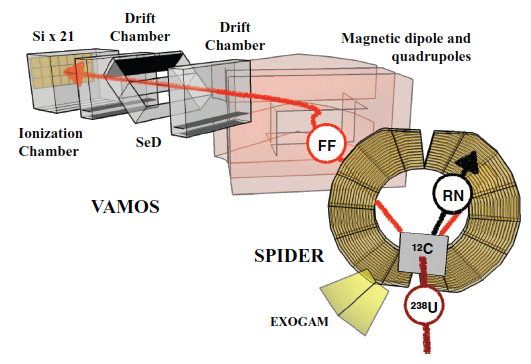 Si x 21
Drift
Chamber
Drift
Chamber
Magnetic dipole and
quadrupoles
Ionization
Chamber
SeD
FF
VAMOS
RN
SPIDER
¹²C
²³⁸U
EXOGAM